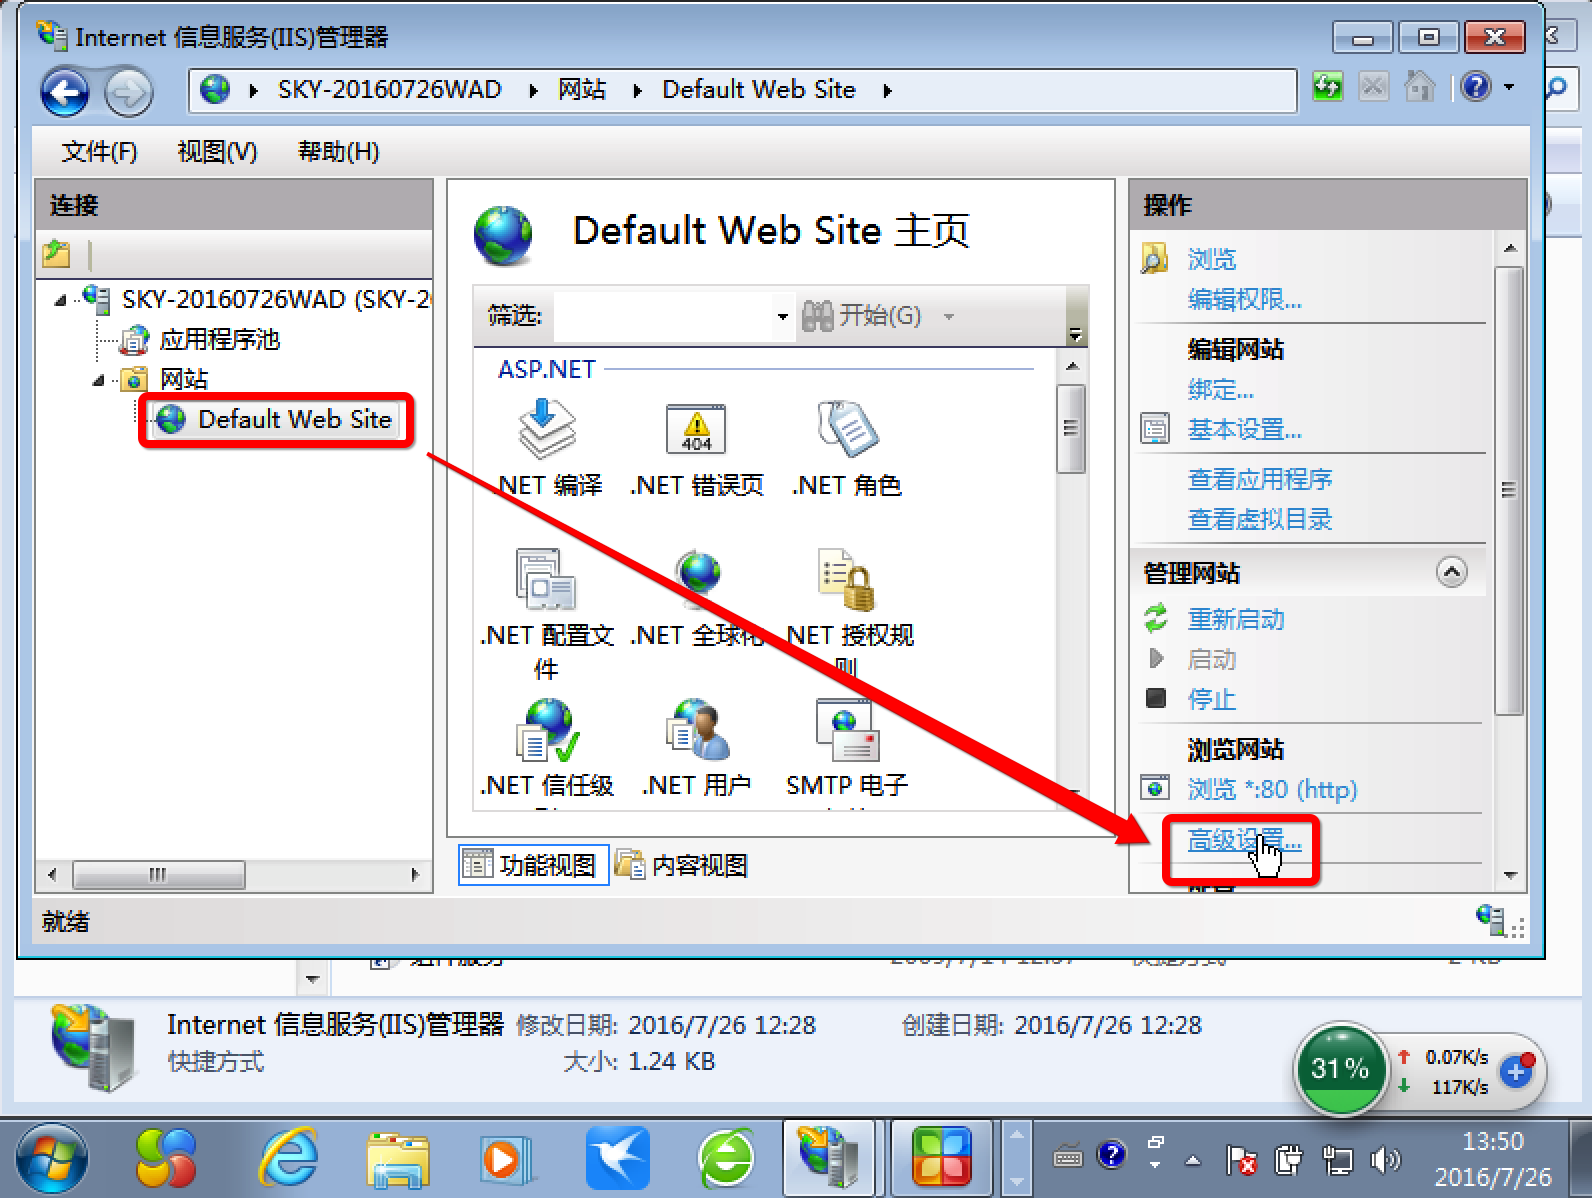 Internet 信息服务(IIS)管理器
SKY-20160726WAD
网站
Default Web Site
文件(F)
视图(V)
帮助(H)
连接
SKY-20160726WAD (SKY-20
应用程序池
网站
Default Web Site
Default Web Site 主页
筛选:
开始(G)
ASP.NET
.NET 编译
404
.NET 错误页
.NET 角色
.NET 配置文件
.NET 全球化
.NET 授权规则
.NET 信任级
.NET 用户
SMTP 电子
功能视图
内容视图
操作
浏览
编辑权限...
编辑网站
绑定...
基本设置...
查看应用程序
查看虚拟目录
管理网站
重新启动
启动
停止
浏览网站
浏览 *:80 (http)
高级设置...
就绪
Internet 信息服务(IIS)管理器
修改日期: 2016/7/26 12:28
创建日期: 2016/7/26 12:28
快捷方式
大小: 1.24 KB
31%
0.07K/s
117K/s
13:50
2016/7/26